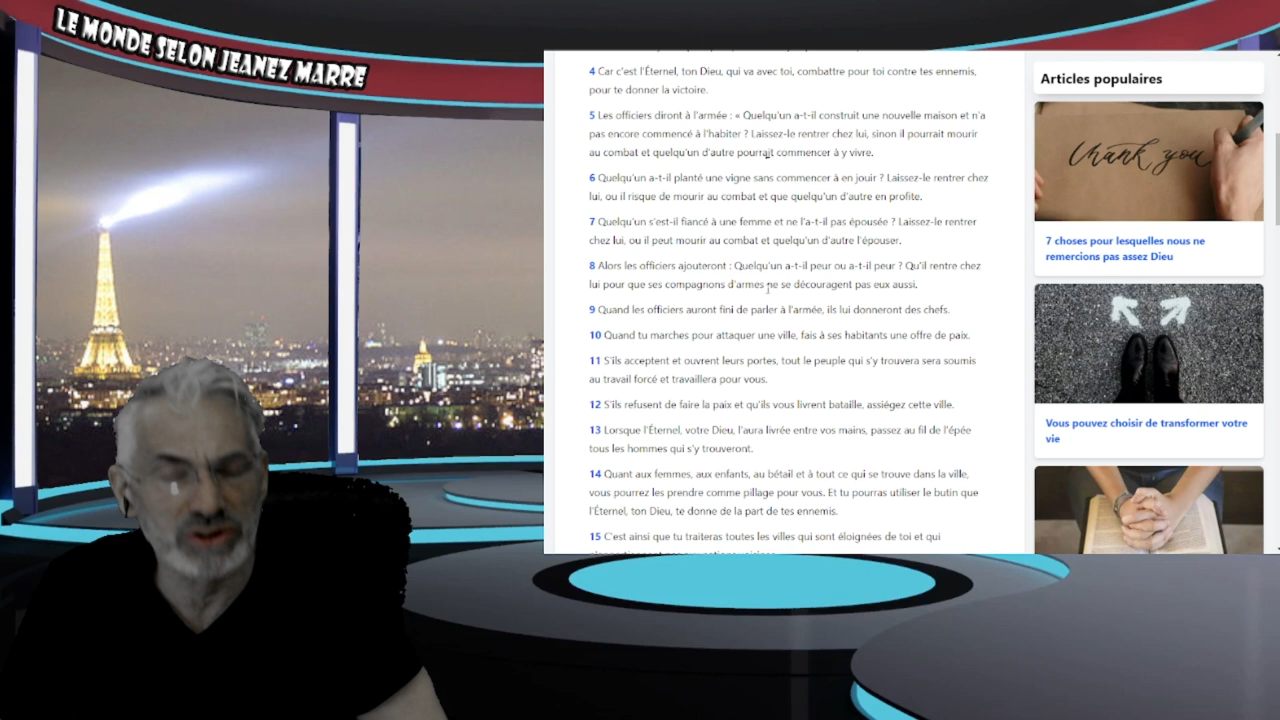 LE MONDE SELON JEANEZ MARRE
4 Car c'est l'Éternel, ton Dieu, qui va avec toi, combattre pour toi contre tes ennemis,
pour te donner la victoire.
5 Les officiers diront à l'armée : « Quelqu'un a-t-il construit une nouvelle maison et n'a
pas encore commencé à l'habiter ? Laissez-le rentrer chez lui, sinon il pourrait mourir
au combat et quelqu'un d'autre pourrait commencer à y vivre.
6 Quelqu'un a-t-il planté une vigne sans commencer à en jouir ? Laissez-le rentrer chez
lui, ou il risque de mourir au combat et que quelqu'un d'autre en profite.
7 Quelqu'un s'est-il fiancé à une femme et ne l'a-t-il pas épousée ? Laissez-le rentrer
chez lui, ou il peut mourir au combat et quelqu'un d'autre l'épouser.
8 Alors les officiers ajouteront : Quelqu'un a-t-il peur ou a-t-il peur ? Qu'il rentre chez
lui pour que ses compagnons d'armes ne se découragent pas eux aussi.
9 Quand les officiers auront fini de parler à l'armée, ils lui donneront des chefs.
10 Quand tu marches pour attaquer une ville, fais à ses habitants une offre de paix.
11 S'ils acceptent et ouvrent leurs portes, tout le peuple qui s'y trouvera sera soumis
au travail forcé et travaillera pour vous.
12 S'ils refusent de faire la paix et qu'ils vous livrent bataille, assiégez cette ville.
13 Lorsque l'Éternel, votre Dieu, l'aura livrée entre vos mains, passez au fil de l'épée
tous les hommes qui s'y trouveront.
14 Quant aux femmes, aux enfants, au bétail et à tout ce qui se trouve dans la ville,
vous pourrez les prendre comme pillage pour vous. Et tu pourras utiliser le butin que
l'Éternel, ton Dieu, te donne de la part de tes ennemis.
15 C'est ainsi que tu traiteras toutes les villes qui sont éloignées de toi et qui
Articles populaires
thank you
7 choses pour lesquelles nous ne
remercions pas assez Dieu
Vous pouvez choisir de transformer votre
vie